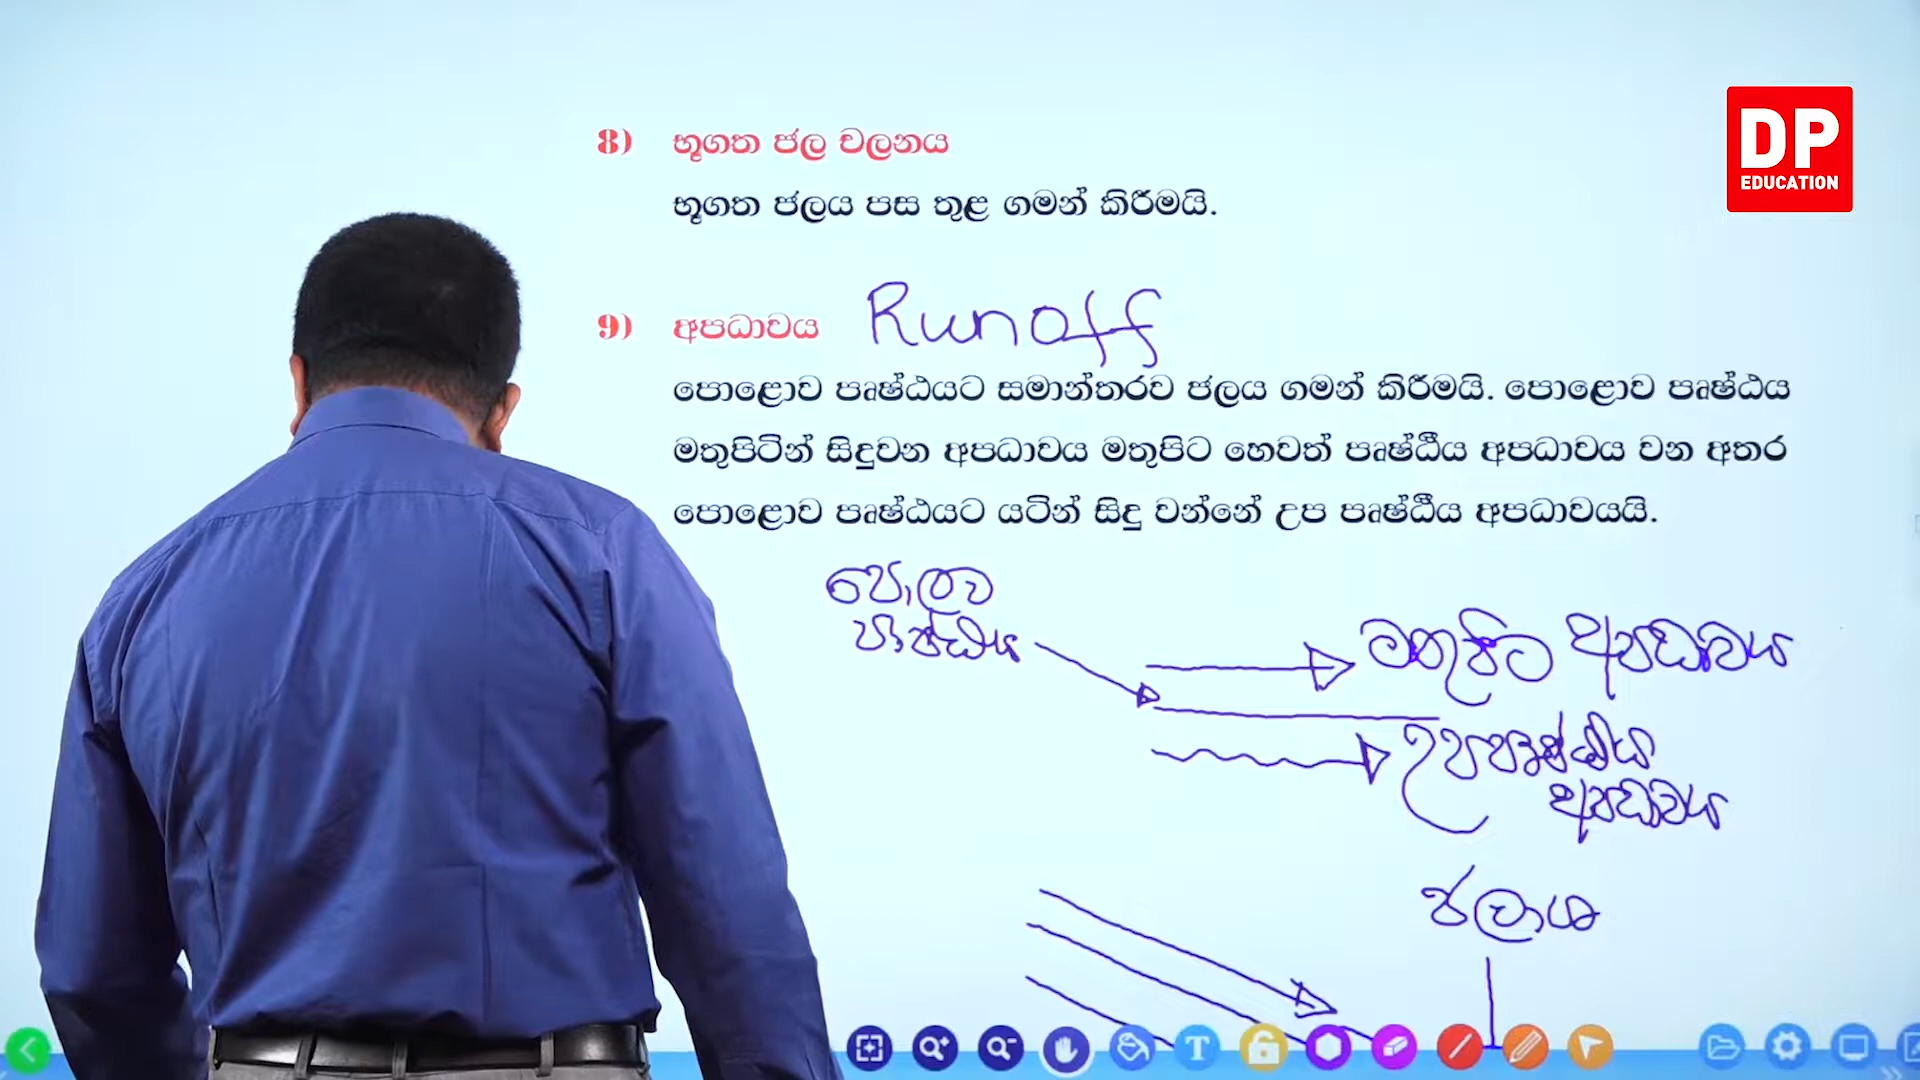 DP
EDUCATION
8) භූගත ජල චලනය
භූගත ජලය පස තුළ ගමන් කිරීමයි.
9) අපධාවය Runoff
පොළොව පෘෂ්ඨයට සමාන්තරව ජලය ගමන් කිරීමයි. පොළොව පෘෂ්ඨය
මතුපිටින් සිදුවන අපධාවය මතුපිට හෙවත් පෘෂ්ඨීය අපධාවය වන අතර
පොළොව පෘෂ්ඨයට යටින් සිදු වන්නේ උප පෘෂ්ඨීය අපධාවයයි.
පොලව
පෘෂ්ඨය
මතුපිට අපධාවය
උපපෘෂ්ඨීය
අපධාවය
ජලාශ